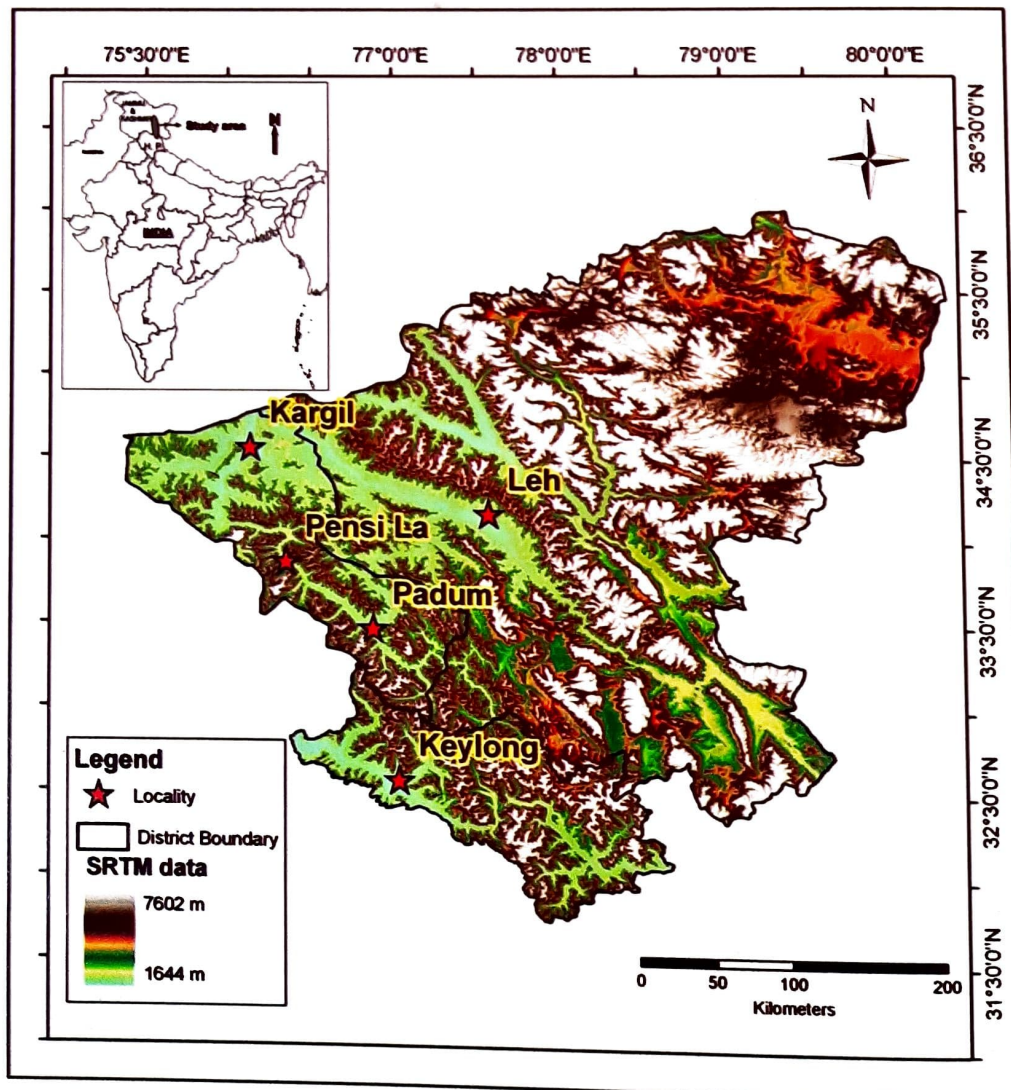 75°30'0"E 77°0'0"E 78°0'0"E 79°0'0"E 80°0'0"E
JAMMU
&
KASHMIR
Study area
N
H.P.
INDIA
N
36°30'0"N
35°30'0"N
34°30'0"N
33°30'0"N
32°30'0"N
31°30'0"N
Kargil
Leh
Pensi La
Padum
Keylong
Legend
Locality
District Boundary
SRTM data
7602 m
1644 m
0 50 100 200
Kilometers